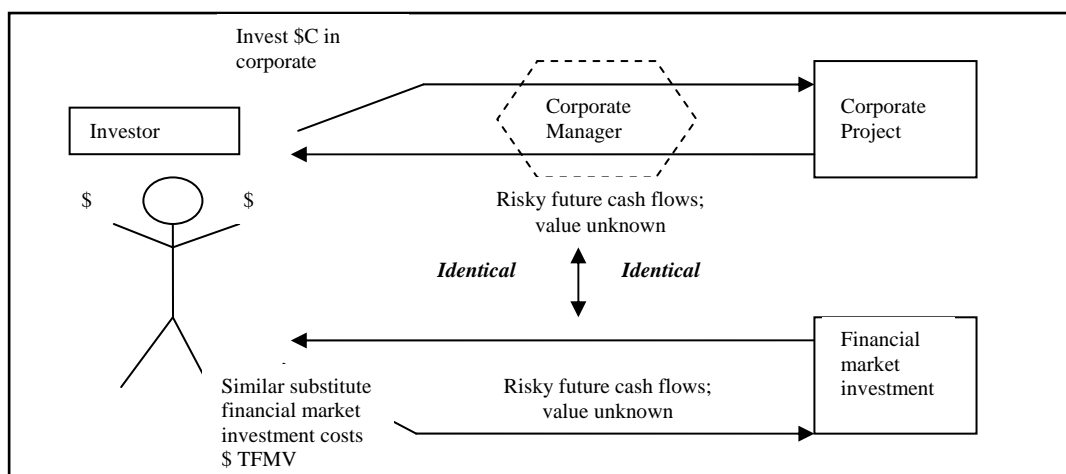 Invest $C in
corporate
Investor
$ $
Corporate
Manager
Corporate
Project
Risky future cash flows;
value unknown
Identical Identical
Similar substitute
financial market
investment costs
$ TFMV
Risky future cash flows;
value unknown
Financial
market
investment